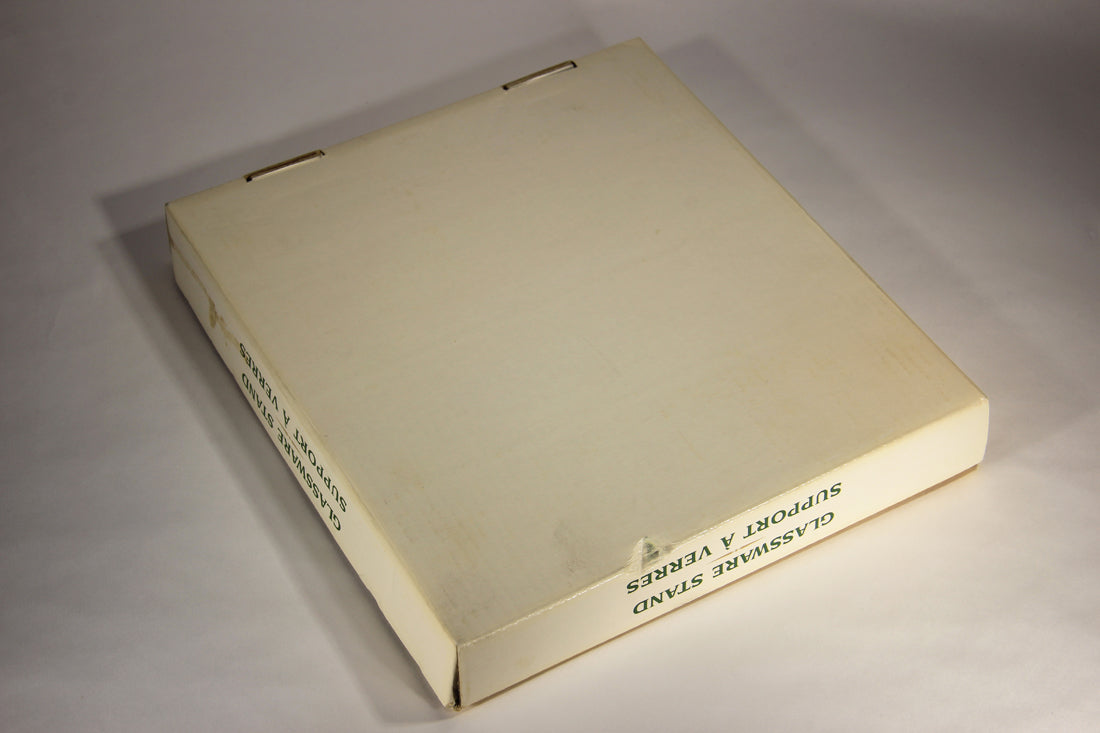 GLASSWARE STAND
SUPPORT À VERRES
GLASSWARE STAND
SUPPORT À VERRES